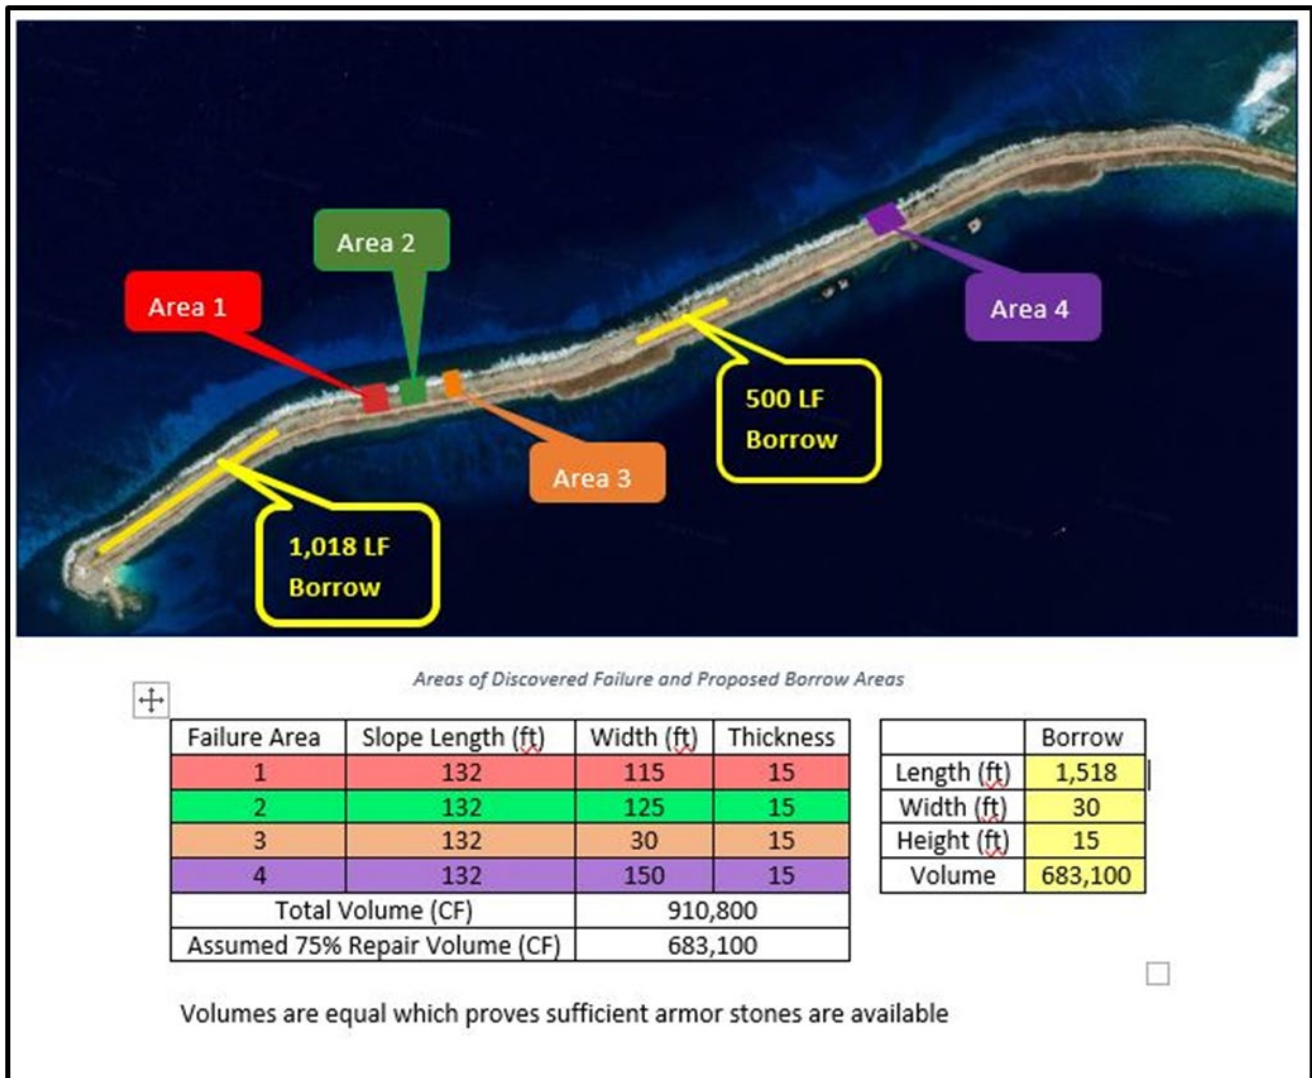 Area 2
Area 1
Area 4
500 LF
Borrow
Area 3
1,018 LF
Borrow
Areas of Discovered Failure and Proposed Borrow Areas
Failure Area Slope Length (ft) Width (ft) Thickness
1 132 115 15
2 132 125 15
3 132 30 15
4 132 150 15
Total Volume (CF) 910,800
Assumed 75% Repair Volume (CF) 683,100
Borrow
Length (ft) 1,518
Width (ft) 30
Height (ft) 15
Volume 683,100
Volumes are equal which proves sufficient armor stones are available